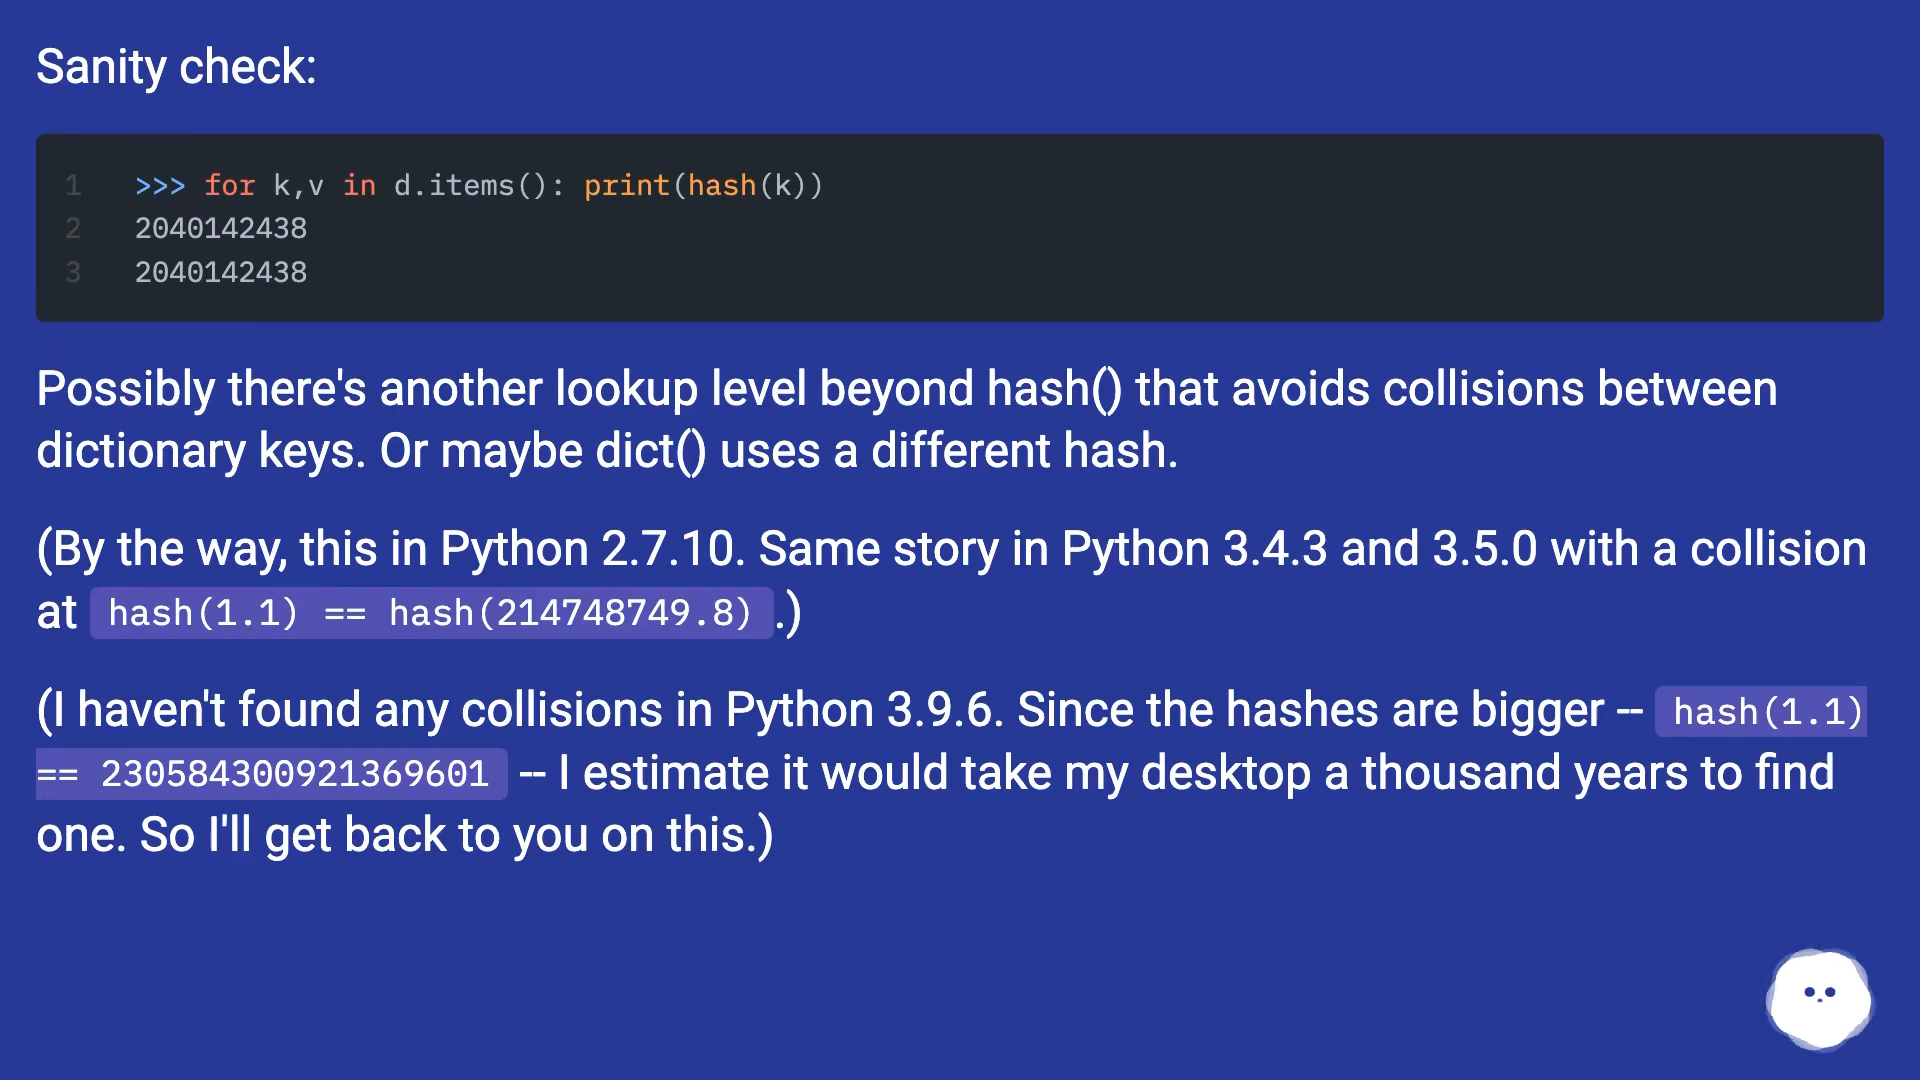 Sanity check:
1 >>> for k,v in d.items(): print(hash(k))
2 2040142438
3 2040142438
Possibly there's another lookup level beyond hash() that avoids collisions between
dictionary keys. Or maybe dict() uses a different hash.
(By the way, this in Python 2.7.10. Same story in Python 3.4.3 and 3.5.0 with a collision
at hash(1.1) == hash(214748749.8) .)
(I haven't found any collisions in Python 3.9.6. Since the hashes are bigger -- hash(1.1)
== 230584300921369601 -- I estimate it would take my desktop a thousand years to find
one. So I'll get back to you on this.)